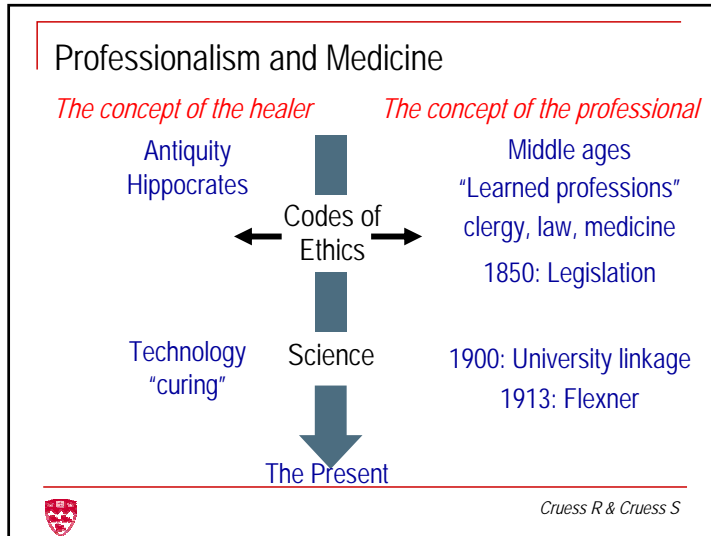 Professionalism and Medicine
The concept of the healer
The concept of the professional
Antiquity
Hippocrates
Middle ages
“Learned professions”
clergy, law, medicine
1850: Legislation
Codes of
Ethics
Technology
“curing”
Science
1900: University linkage
1913: Flexner
The Present
Cruess R & Cruess S